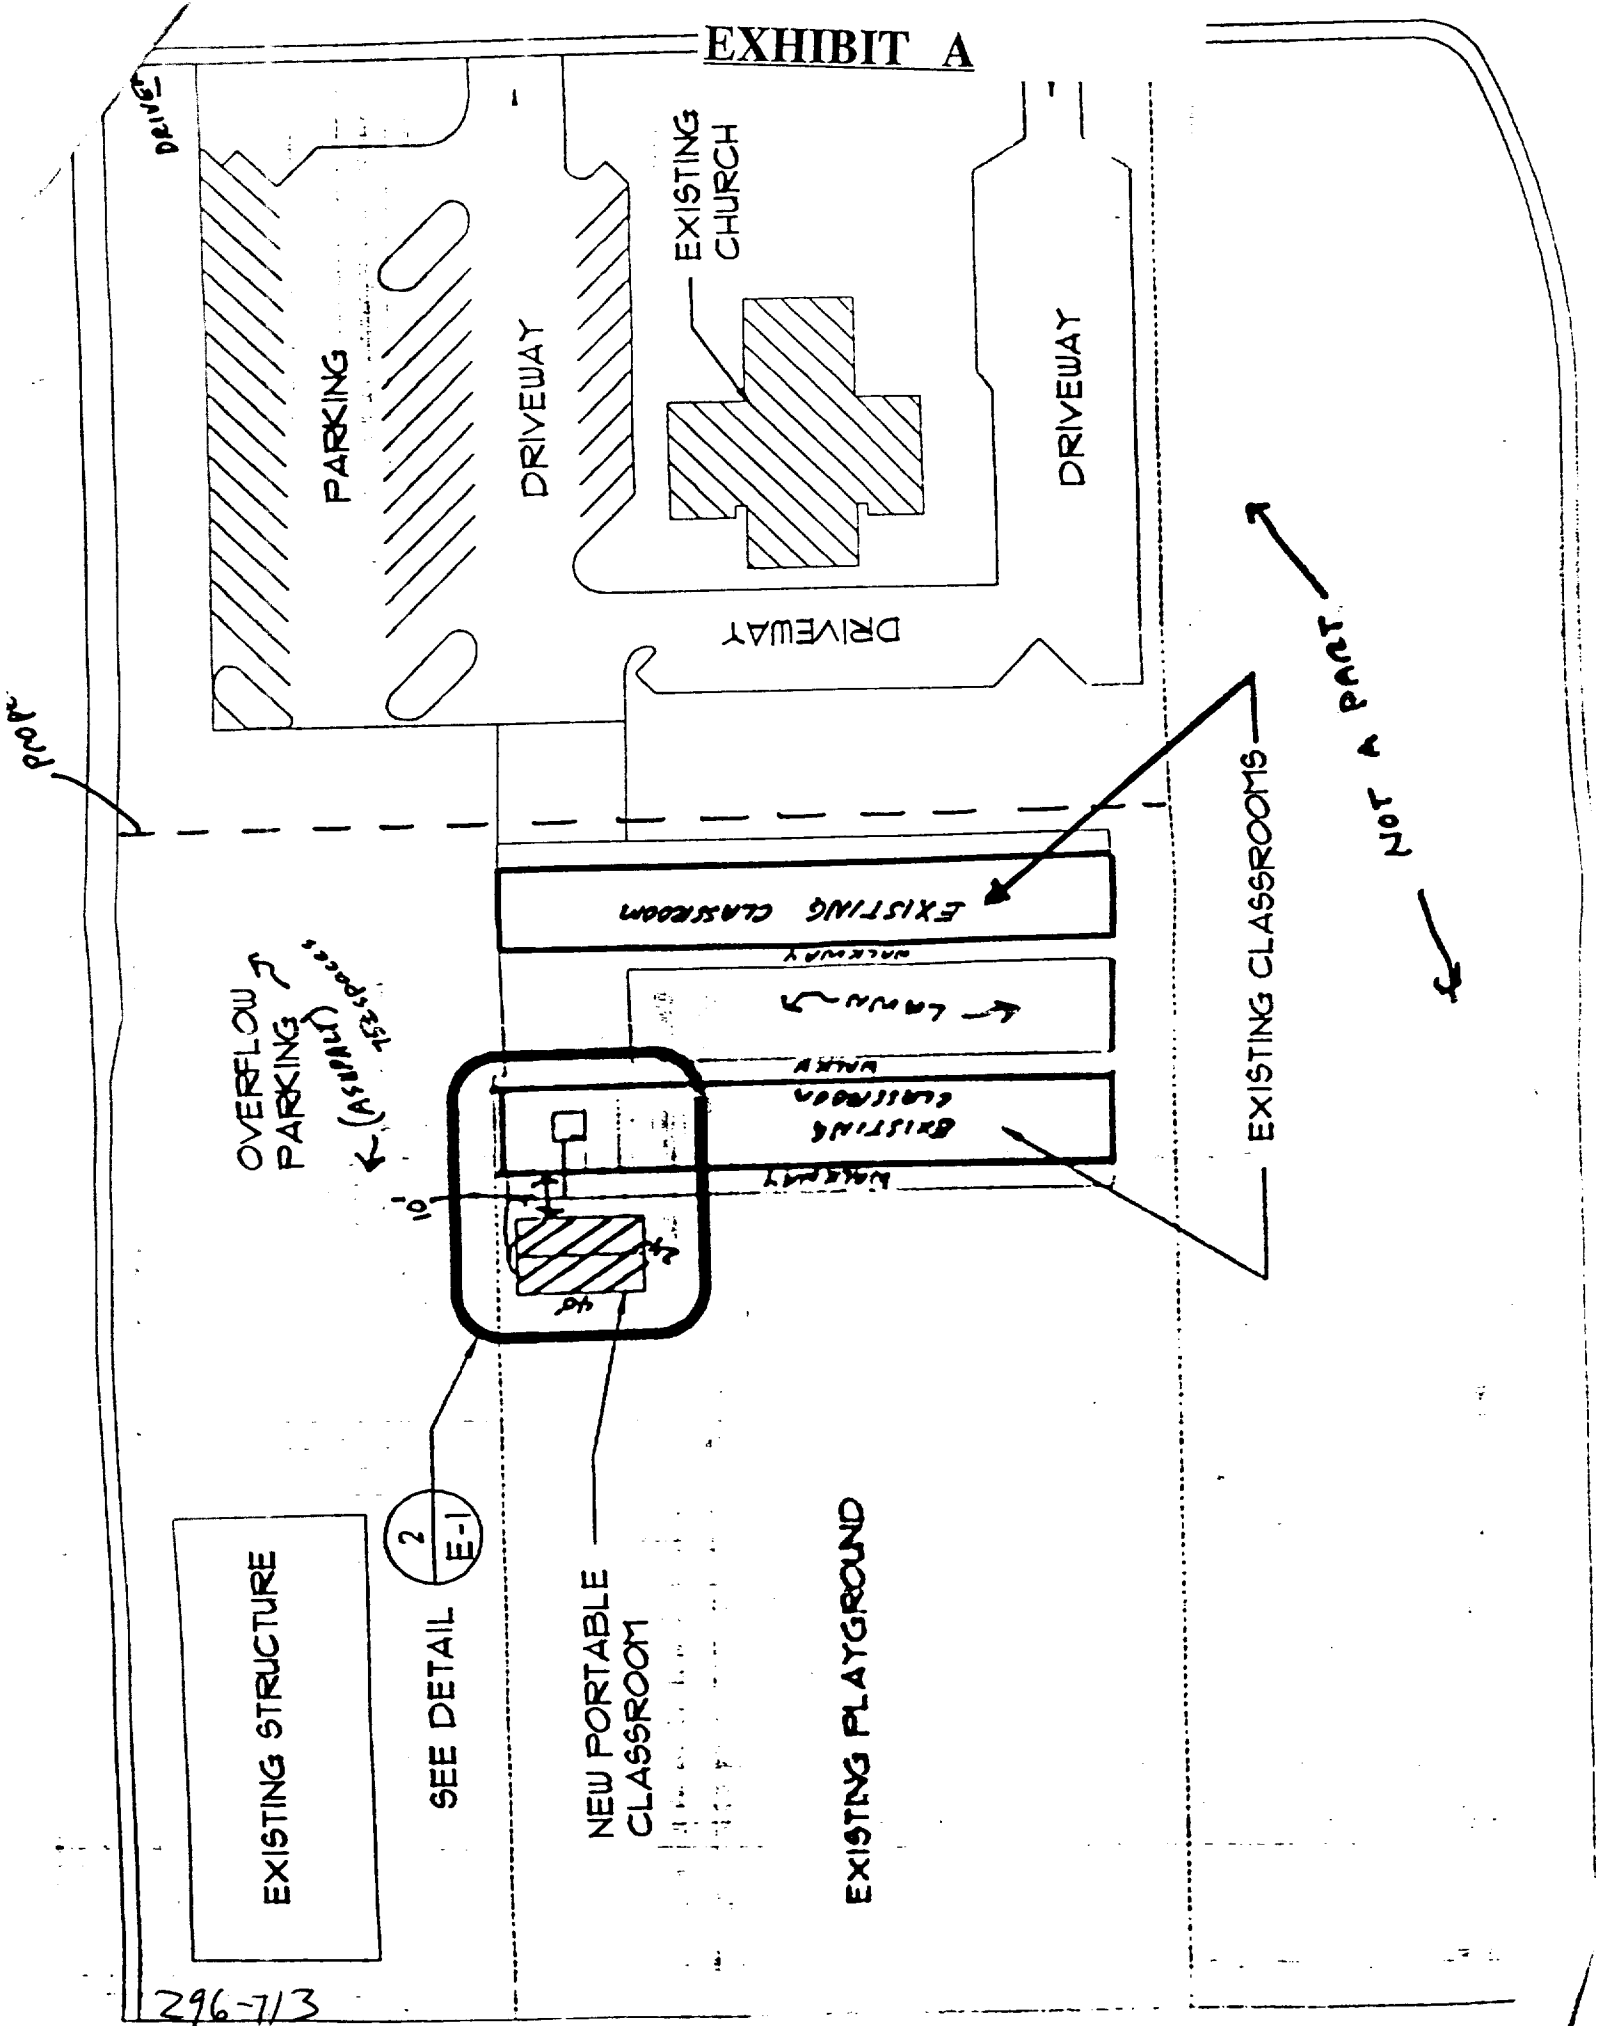 EXHIBIT A
DRIVE
PARKING
DRIVEWAY
EXISTING
CHURCH
DRIVEWAY
DRIVEWAY
PROP
EXISTING CLASSROOM
WALKWAY
← LAWN →
WALKW
EXISTING
CLASSROOM
WALKWAY
OVERFLOW
PARKING
(ASPHALT)
10'
24'
40'
EXISTING CLASSROOMS
NOT A PART
2
E-1
SEE DETAIL
NEW PORTABLE
CLASSROOM
EXISTING STRUCTURE
EXISTING PLAYGROUND
296-713